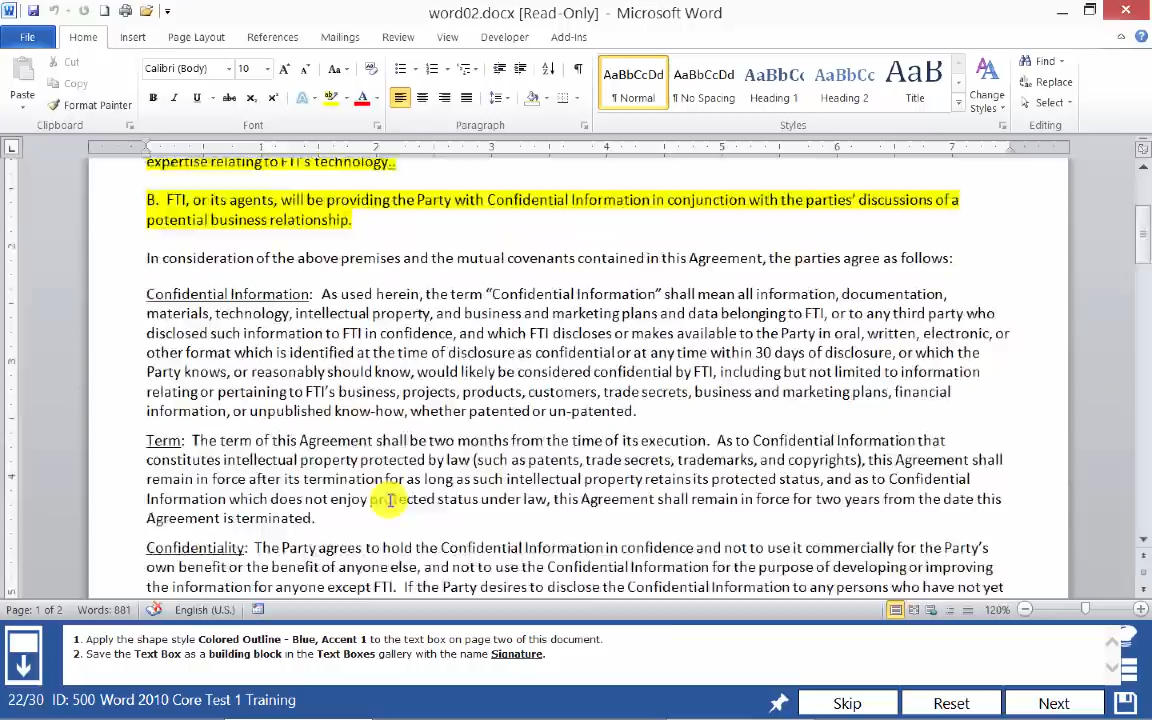 word02.docx [Read-Only] - Microsoft Word
File Home Insert Page Layout References Mailings Review View Developer Add-Ins
Paste
Cut
Copy
Format Painter
Clipboard
Calibri (Body) 10
Font
Paragraph
AaBbCcDd AaBbCcDd AaBbCc AaBbCc AaB
¶ Normal ¶ No Spacing Heading 1 Heading 2 Title
Change Styles
Styles
Find
Replace
Select
Editing
1 2 3 4 5 6 7
expertise relating to FTI's technology..
B. FTI, or its agents, will be providing the Party with Confidential Information in conjunction with the parties' discussions of a
potential business relationship.
In consideration of the above premises and the mutual covenants contained in this Agreement, the parties agree as follows:
Confidential Information: As used herein, the term "Confidential Information" shall mean all information, documentation,
materials, technology, intellectual property, and business and marketing plans and data belonging to FTI, or to any third party who
disclosed such information to FTI in confidence, and which FTI discloses or makes available to the Party in oral, written, electronic, or
other format which is identified at the time of disclosure as confidential or at any time within 30 days of disclosure, or which the
Party knows, or reasonably should know, would likely be considered confidential by FTI, including but not limited to information
relating or pertaining to FTI's business, projects, products, customers, trade secrets, business and marketing plans, financial
information, or unpublished know-how, whether patented or un-patented.
Term: The term of this Agreement shall be two months from the time of its execution. As to Confidential Information that
constitutes intellectual property protected by law (such as patents, trade secrets, trademarks, and copyrights), this Agreement shall
remain in force after its termination for as long as such intellectual property retains its protected status, and as to Confidential
Information which does not enjoy protected status under law, this Agreement shall remain in force for two years from the date this
Agreement is terminated.
Confidentiality: The Party agrees to hold the Confidential Information in confidence and not to use it commercially for the Party's
own benefit or the benefit of anyone else, and not to use the Confidential Information for the purpose of developing or improving
the information for anyone except FTI. If the Party desires to disclose the Confidential Information to any persons who have not yet
Page: 1 of 2 Words: 881 English (U.S.) 120%
1. Apply the shape style Colored Outline - Blue, Accent 1 to the text box on page two of this document.
2. Save the Text Box as a building block in the Text Boxes gallery with the name Signature.
22/30 ID: 500 Word 2010 Core Test 1 Training
Skip Reset Next